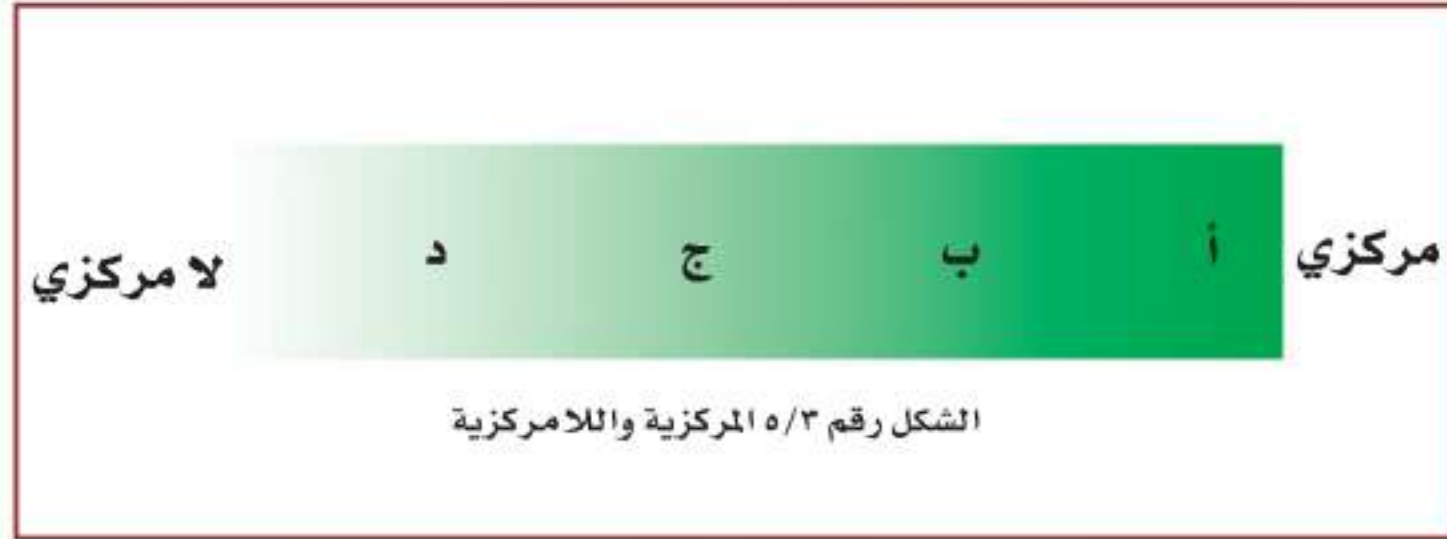 مركزي أ ب ج د لا مركزي
الشكل رقم ٥/٣ المركزية واللامركزية